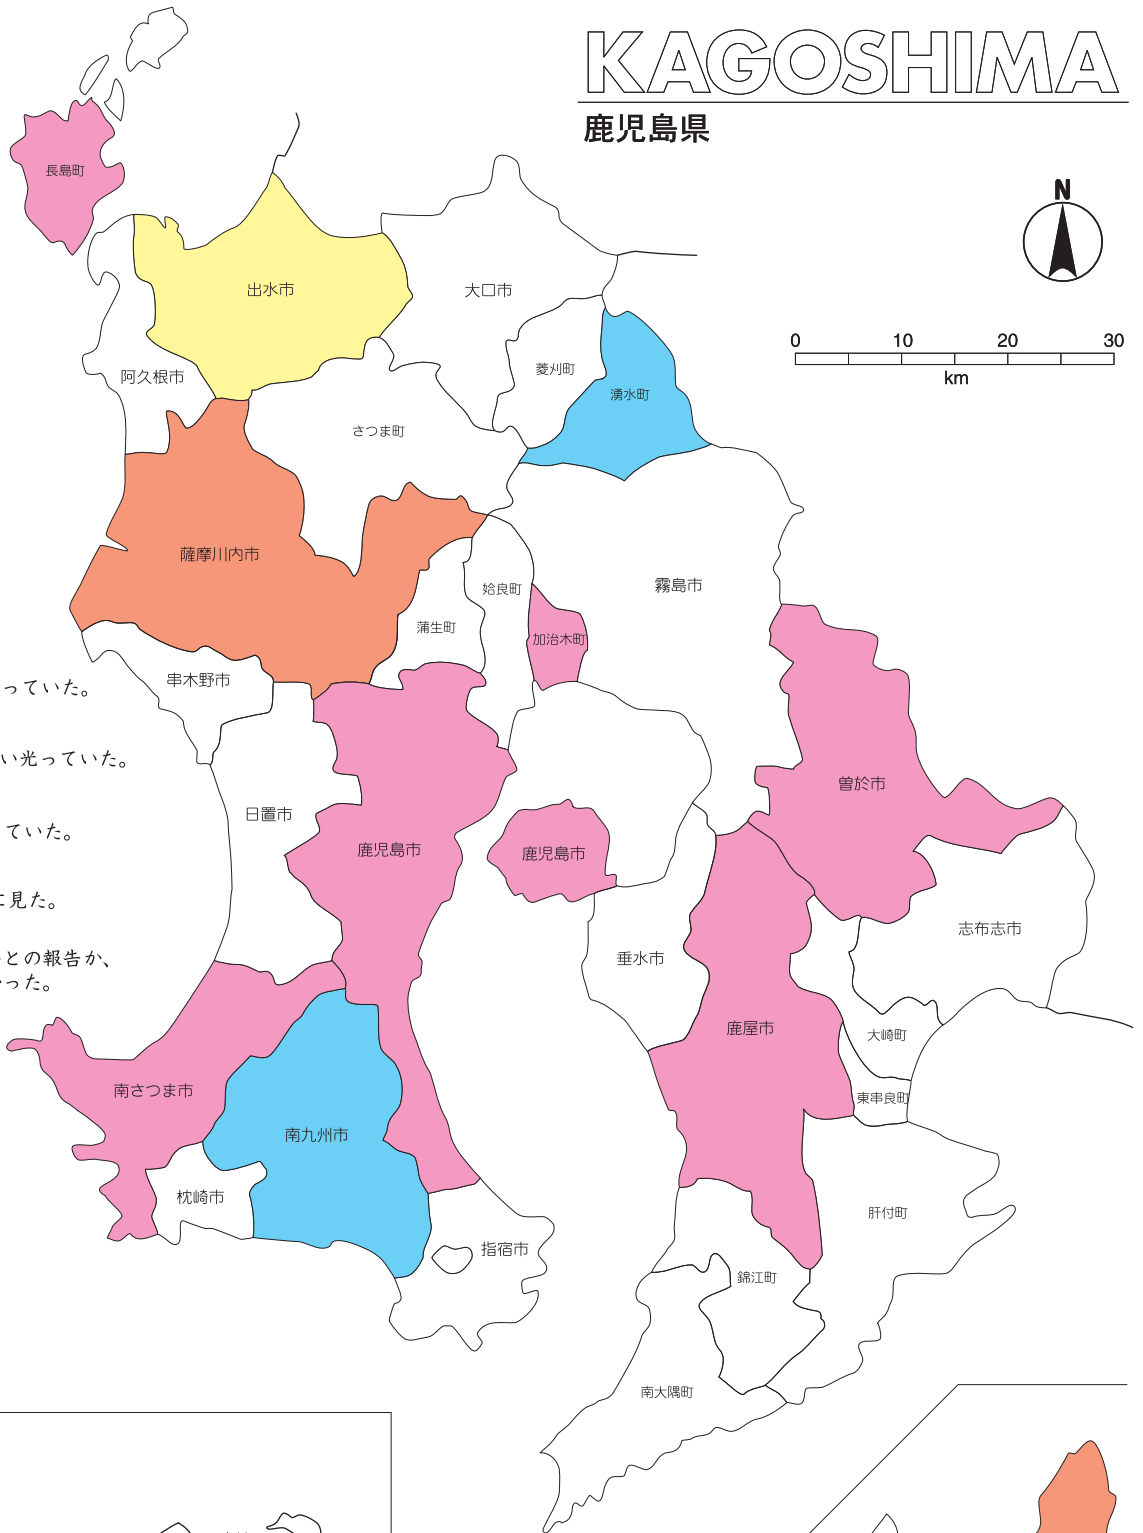 KAGOSHIMA
鹿児島県
N
0 10 20 30
km
長島町
出水市
大口市
阿久根市
菱刈町
湧水町
さつま町
薩摩川内市
霧島市
姶良町
蒲生町
加治木町
串木野市
っていた。
い光っていた。
ていた。
に見た。
との報告か、
かった。
日置市
鹿児島市
鹿児島市
曽於市
志布志市
垂水市
鹿屋市
大崎町
東串良町
南さつま市
南九州市
枕崎市
指宿市
肝付町
錦江町
南大隅町